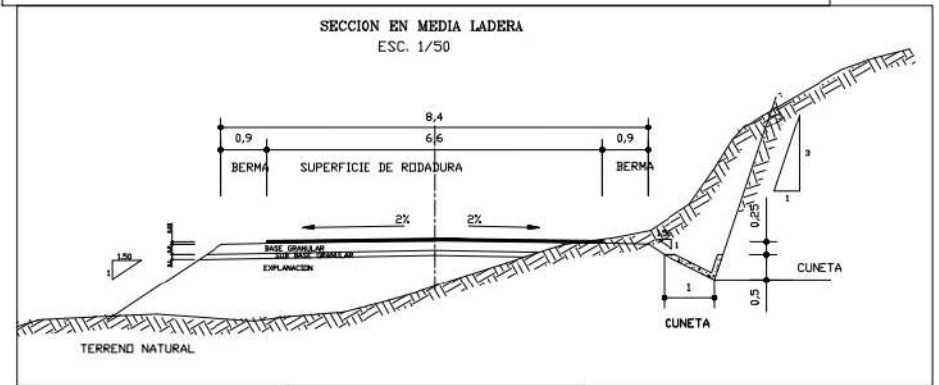 SECCION EN MEDIA LADERA
ESC. 1/50
8,4
0,9
6,6
0,9
BERMA
SUPERFICIE DE RODADURA
BERMA
3
1
2%
2%
0,25
BASE GRANULAR
SUB BASE GRANULAR
EXPLANACION
1.50
1
1
CUNETA
1
0,5
CUNETA
TERRENO NATURAL